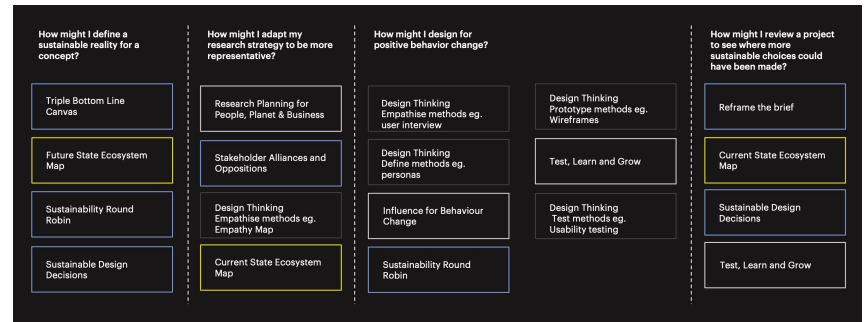 How might I define a
sustainable reality for a
concept?
Triple Bottom Line
Canvas
Future State Ecosystem
Map
Sustainability Round
Robin
Sustainable Design
Decisions
How might I adapt my
research strategy to be more
representative?
Research Planning for
People, Planet & Business
Stakeholder Alliances and
Oppositions
Design Thinking
Empathise methods eg.
Empathy Map
Current State Ecosystem
Map
How might I design for
positive behavior change?
Design Thinking
Empathise methods eg.
user interview
Design Thinking
Define methods eg.
personas
Influence for Behaviour
Change
Sustainability Round
Robin
Design Thinking
Prototype methods eg.
Wireframes
Test, Learn and Grow
Design Thinking
Test methods eg.
Usability testing
How might I review a project
to see where more
sustainable choices could
have been made?
Reframe the brief
Current State Ecosystem
Map
Sustainable Design
Decisions
Test, Learn and Grow